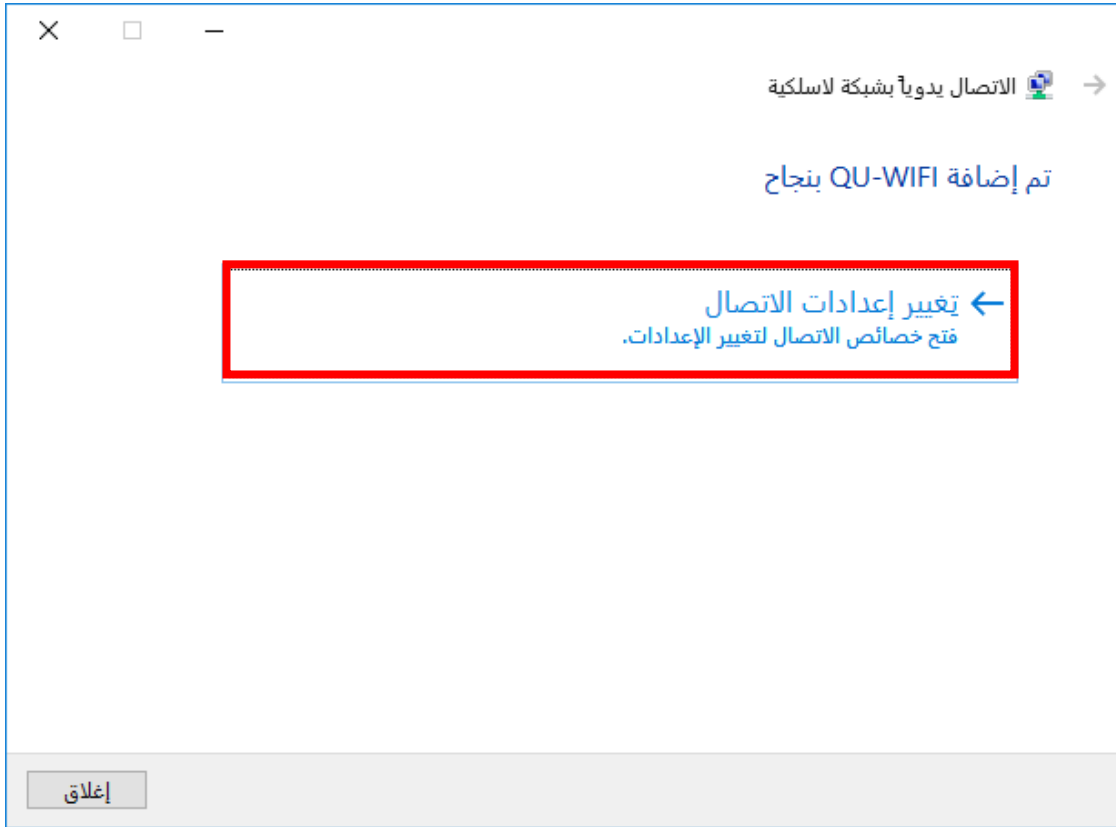 الاتصال يدوياً بشبكة لاسلكية
تم إضافة QU-WIFI بنجاح
تغيير إعدادات الاتصال
فتح خصائص الاتصال لتغيير الإعدادات.
إغلاق